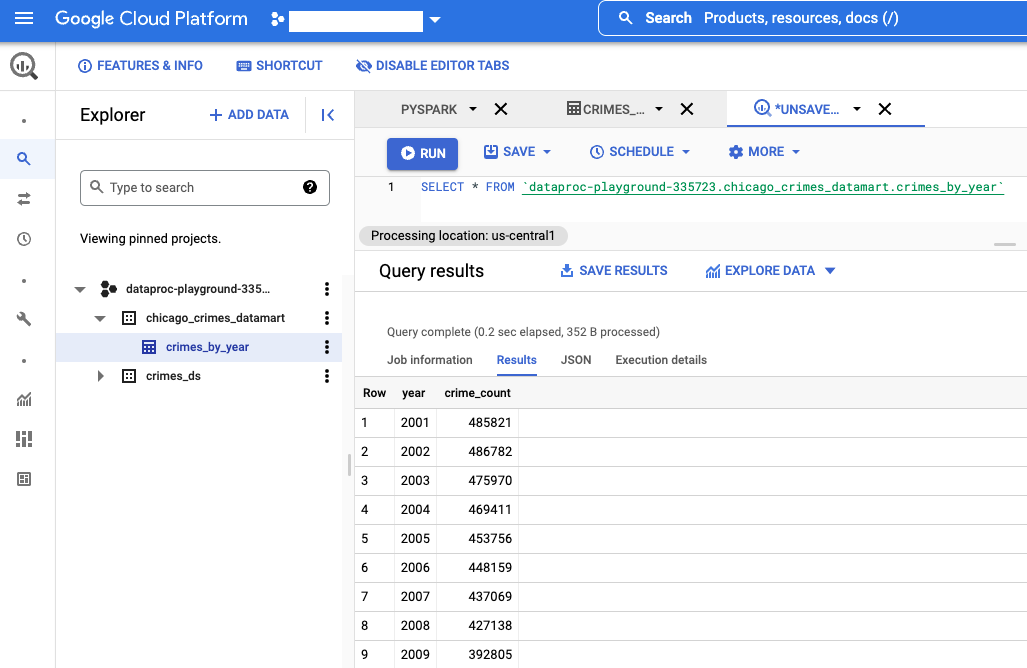 Google Cloud Platform
Search Products, resources, docs (/)
FEATURES & INFO
SHORTCUT
DISABLE EDITOR TABS
Explorer
+ ADD DATA
Type to search
?
Viewing pinned projects.
dataproc-playground-335...
chicago_crimes_datamart
crimes_by_year
crimes_ds
PYSPARK
CRIMES_...
*UNSAVE...
RUN
SAVE
SCHEDULE
MORE
1 SELECT * FROM `dataproc-playground-335723.chicago_crimes_datamart.crimes_by_year`
Processing location: us-central1
Query results
SAVE RESULTS
EXPLORE DATA
Query complete (0.2 sec elapsed, 352 B processed)
Job information Results JSON Execution details
Row year crime_count
1 2001 485821
2 2002 486782
3 2003 475970
4 2004 469411
5 2005 453756
6 2006 448159
7 2007 437069
8 2008 427138
9 2009 392805